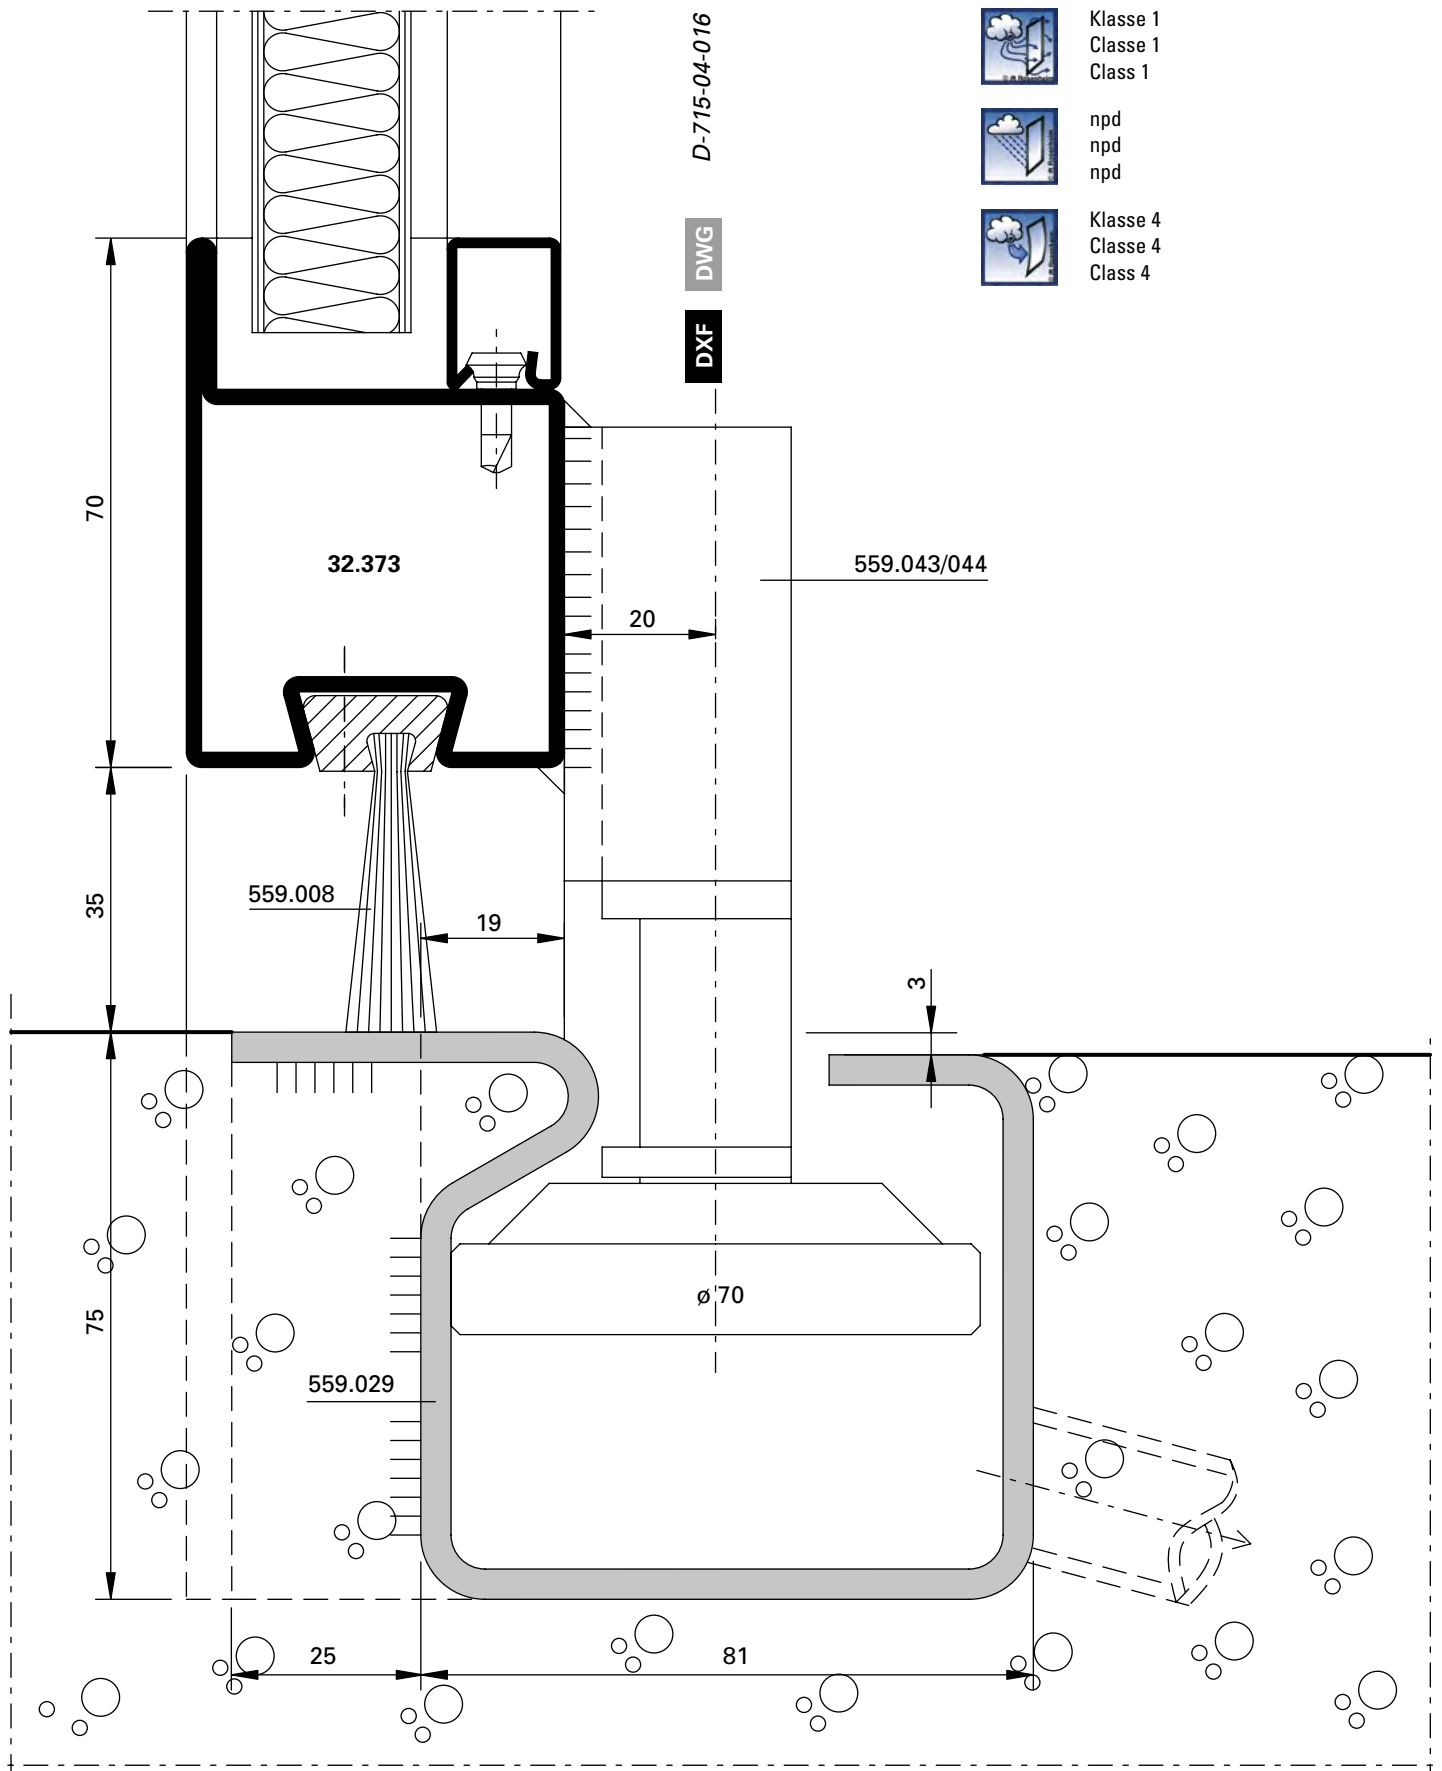 D-715-04-016
DWG
DXF
Klasse 1
Classe 1
Class 1
npd
npd
npd
Klasse 4
Classe 4
Class 4
70
32.373
559.043/044
20
35
559.008
19
3
75
ø 70
559.029
25
81